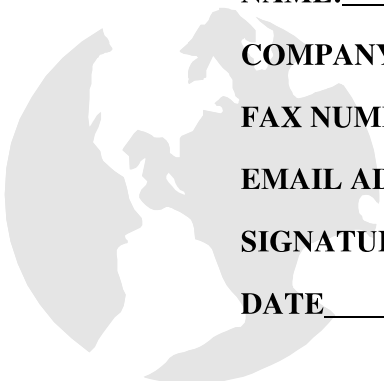 NAME:
COMPANY
FAX NUM
EMAIL AD
SIGNATU
DATE